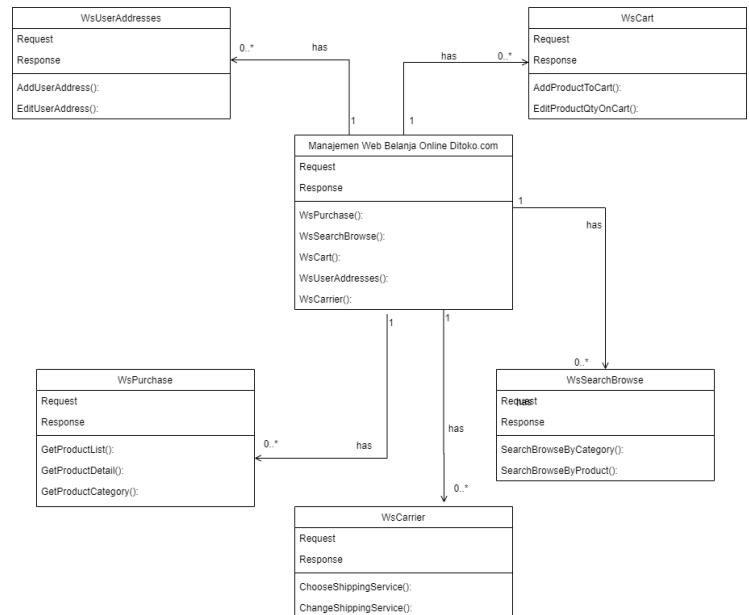 WsUserAddresses
Request
Response
AddUserAddress():
EditUserAddress():
0..*
has
1
WsCart
Request
Response
AddProductToCart():
EditProductQtyOnCart():
has
0..*
1
Manajemen Web Belanja Online Ditoko.com
Request
Response
WsPurchase():
WsSearchBrowse():
WsCart():
WsUserAddresses():
WsCarrier():
1
has
0..*
1
1
WsPurchase
Request
Response
GetProductList():
GetProductDetail():
GetProductCategory():
0..*
has
has
0..*
WsSearchBrowse
Request
has
Response
SearchBrowseByCategory():
SearchBrowseByProduct():
WsCarrier
Request
Response
ChooseShippingService():
ChangeShippingService():